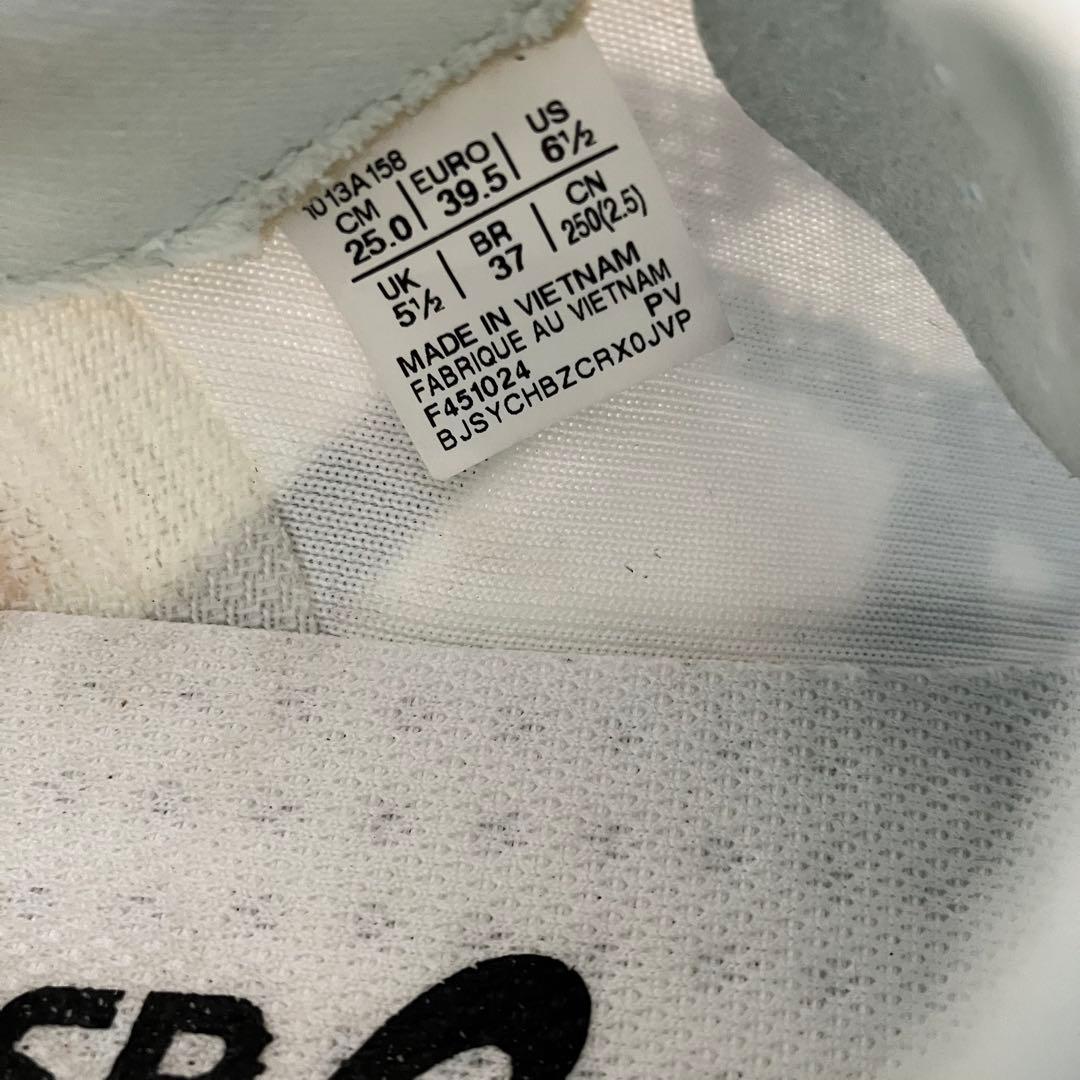 1013A158
CM EURO US
25.0 39.5 6½
UK BR CN
5½ 37 250(2.5)
MADE IN VIETNAM
FABRIQUE AU VIETNAM
F451024 PV
BJSYCHBZCRX0JVP